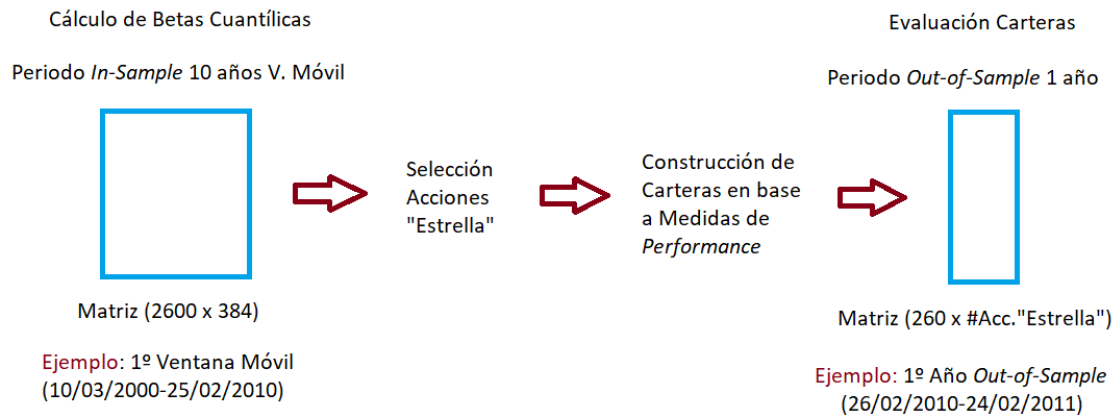 Cálculo de Betas Cuantílicas
Periodo In-Sample 10 años V. Móvil
Matriz (2600 x 384)
Ejemplo: 1º Ventana Móvil
(10/03/2000-25/02/2010)
Selección
Acciones
"Estrella"
Construcción de
Carteras en base
a Medidas de
Performance
Evaluación Carteras
Periodo Out-of-Sample 1 año
Matriz (260 x #Acc."Estrella")
Ejemplo: 1º Año Out-of-Sample
(26/02/2010-24/02/2011)